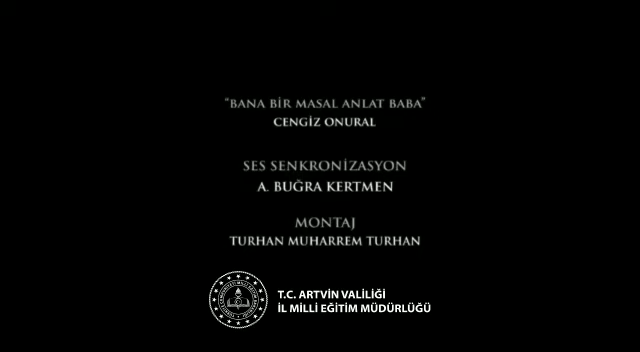 “BANA BİR MASAL ANLAT BABA”
CENGİZ ONURAL
SES SENKRONİZASYON
A. BUĞRA KERTMEN
MONTAJ
TURHAN MUHARREM TURHAN
T.C. ARTVİN VALİLİĞİ
İL MİLLİ EĞİTİM MÜDÜRLÜĞÜ